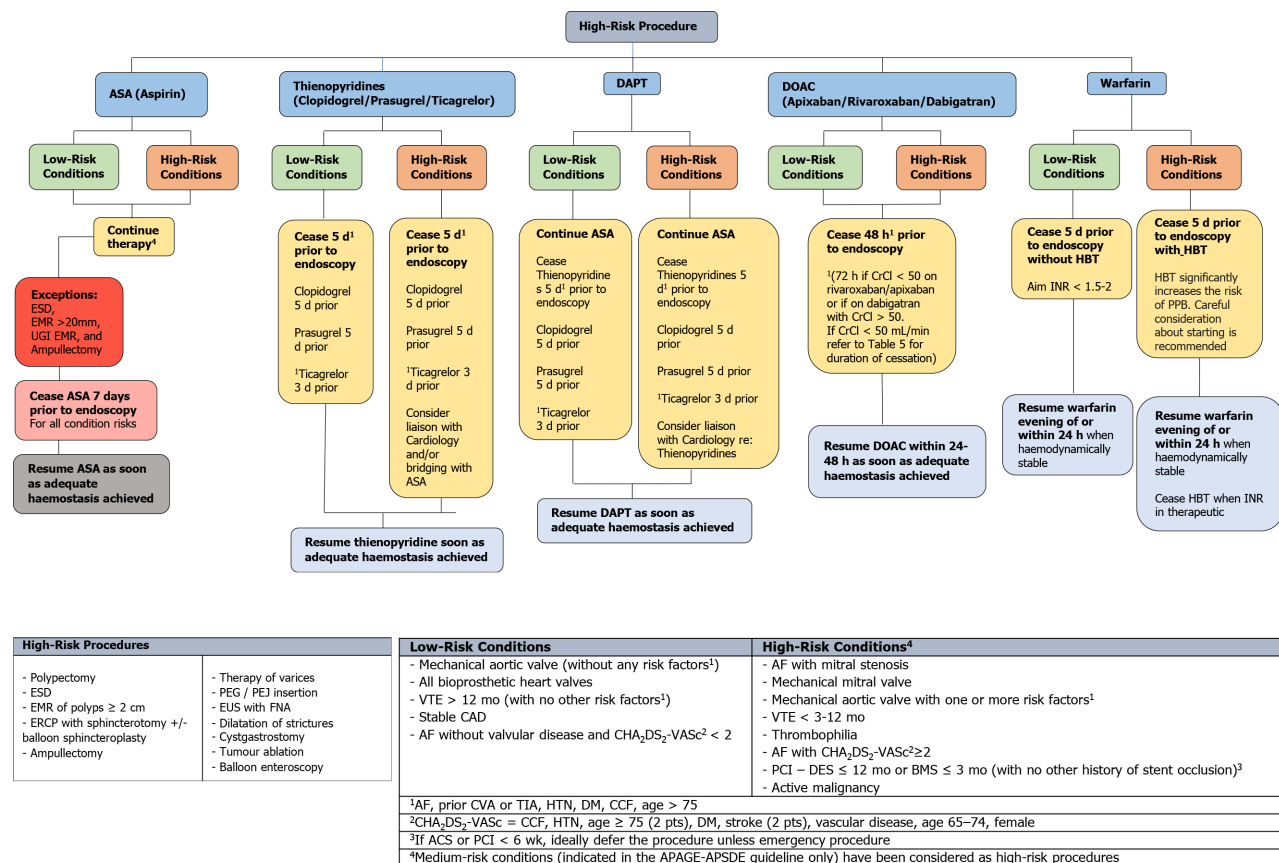 High-Risk Procedure
ASA (Aspirin)
Thienopyridines
(Clopidogrel/Prasugrel/Ticagrelor)
DAPT
DOAC
(Apixaban/Rivaroxaban/Dabigatran)
Warfarin
Low-Risk
Conditions
High-Risk
Conditions
Low-Risk
Conditions
High-Risk
Conditions
Low-Risk
Conditions
High-Risk
Conditions
Low-Risk
Conditions
High-Risk
Conditions
Low-Risk
Conditions
High-Risk
Conditions
Continue
therapy⁴
Exceptions:
ESD,
EMR >20mm,
UGI EMR, and
Ampullectomy
Cease ASA 7 days
prior to endoscopy
For all condition risks
Resume ASA as soon
as adequate
haemostasis achieved
Cease 5 d¹
prior to
endoscopy
Clopidogrel
5 d prior
Prasugrel 5
d prior
¹Ticagrelor
3 d prior
Cease 5 d¹
prior to
endoscopy
Clopidogrel
5 d prior
Prasugrel 5 d
prior
¹Ticagrelor 3
d prior
Consider
liaison with
Cardiology
and/or
bridging with
ASA
Resume thienopyridine soon as
adequate haemostasis achieved
Continue ASA
Cease
Thienopyridine
s 5 d¹ prior to
endoscopy
Clopidogrel
5 d prior
Prasugrel
5 d prior
¹Ticagrelor
3 d prior
Continue ASA
Cease
Thienopyridines 5
d¹ prior to
endoscopy
Clopidogrel 5 d
prior
Prasugrel 5 d prior
¹Ticagrelor 3 d prior
Consider liaison
with Cardiology re:
Thienopyridines
Resume DAPT as soon as
adequate haemostasis achieved
Cease 48 h¹ prior
to endoscopy
¹(72 h if CrCl < 50 on
rivaroxaban/apixaban
or if on dabigatran
with CrCl > 50.
If CrCl < 50 mL/min
refer to Table 5 for
duration of cessation)
Resume DOAC within 24-
48 h as soon as adequate
haemostasis achieved
Cease 5 d prior
to endoscopy
without HBT
Aim INR < 1.5-2
Resume warfarin
evening of or
within 24 h when
haemodynamically
stable
Cease 5 d prior
to endoscopy
with HBT
HBT significantly
increases the risk
of PPB. Careful
consideration
about starting is
recommended
Resume warfarin
evening of or
within 24 h when
haemodynamically
stable
Cease HBT when INR
in therapeutic
High-Risk Procedures
- Polypectomy
- ESD
- EMR of polyps ≥ 2 cm
- ERCP with sphincterotomy +/-
balloon sphincteroplasty
- Ampullectomy
- Therapy of varices
- PEG / PEJ insertion
- EUS with FNA
- Dilatation of strictures
- Cystgastrostomy
- Tumour ablation
- Balloon enteroscopy
Low-Risk Conditions
- Mechanical aortic valve (without any risk factors¹)
- All bioprosthetic heart valves
- VTE > 12 mo (with no other risk factors¹)
- Stable CAD
- AF without valvular disease and CHA₂DS₂-VASc² < 2
High-Risk Conditions⁴
- AF with mitral stenosis
- Mechanical mitral valve
- Mechanical aortic valve with one or more risk factors¹
- VTE < 3-12 mo
- Thrombophilia
- AF with CHA₂DS₂-VASc²≥2
- PCI – DES ≤ 12 mo or BMS ≤ 3 mo (with no other history of stent occlusion)³
- Active malignancy
¹AF, prior CVA or TIA, HTN, DM, CCF, age > 75
²CHA₂DS₂-VASc = CCF, HTN, age ≥ 75 (2 pts), DM, stroke (2 pts), vascular disease, age 65–74, female
³If ACS or PCI < 6 wk, ideally defer the procedure unless emergency procedure
⁴Medium-risk conditions (indicated in the APAGE-APSDE guideline only) have been considered as high-risk procedures